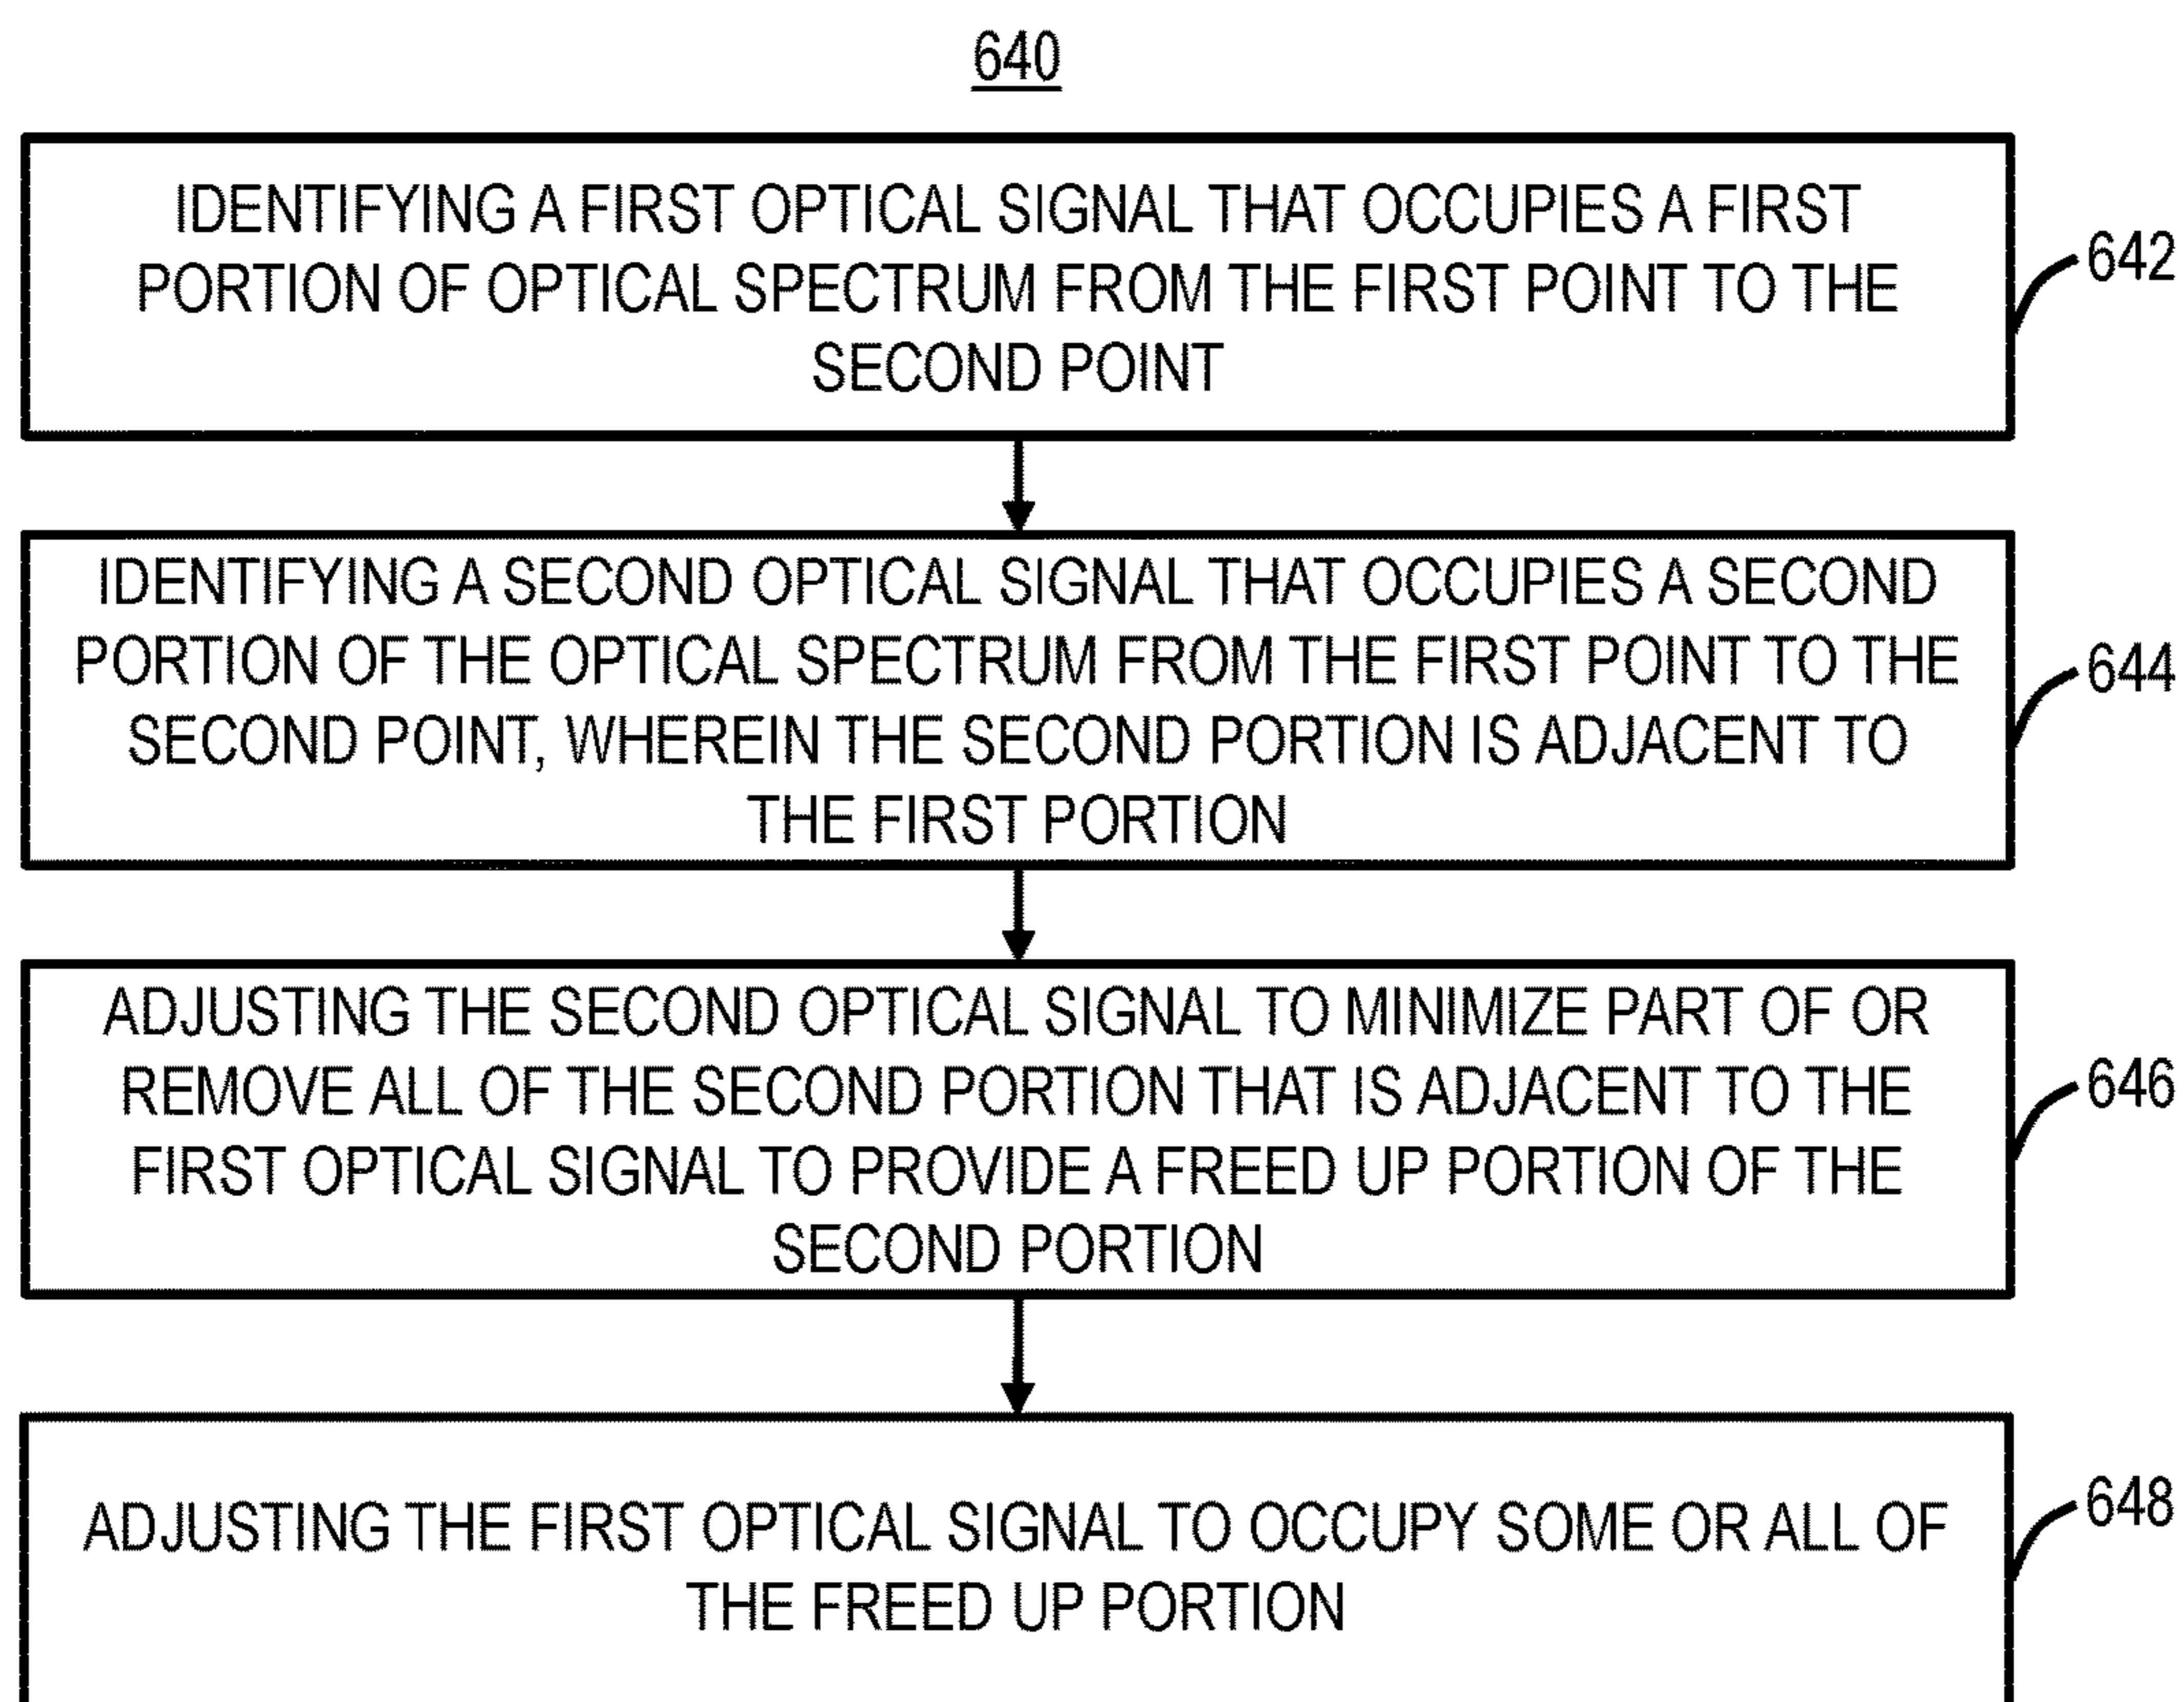 640
IDENTIFYING A FIRST OPTICAL SIGNAL THAT OCCUPIES A FIRST
PORTION OF OPTICAL SPECTRUM FROM THE FIRST POINT TO THE
SECOND POINT
642
IDENTIFYING A SECOND OPTICAL SIGNAL THAT OCCUPIES A SECOND
PORTION OF THE OPTICAL SPECTRUM FROM THE FIRST POINT TO THE
SECOND POINT, WHEREIN THE SECOND PORTION IS ADJACENT TO
THE FIRST PORTION
644
ADJUSTING THE SECOND OPTICAL SIGNAL TO MINIMIZE PART OF OR
REMOVE ALL OF THE SECOND PORTION THAT IS ADJACENT TO THE
FIRST OPTICAL SIGNAL TO PROVIDE A FREED UP PORTION OF THE
SECOND PORTION
646
ADJUSTING THE FIRST OPTICAL SIGNAL TO OCCUPY SOME OR ALL OF
THE FREED UP PORTION
648